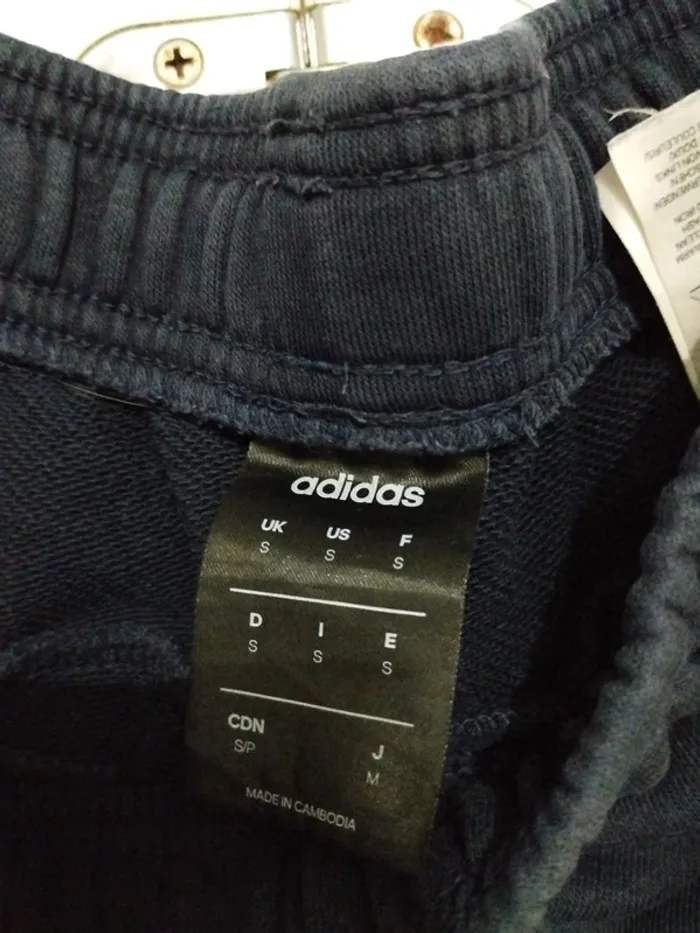 adidas
UK US F
S S S
D I E
S S S
CDN J
S/P M
MADE IN CAMBODIA